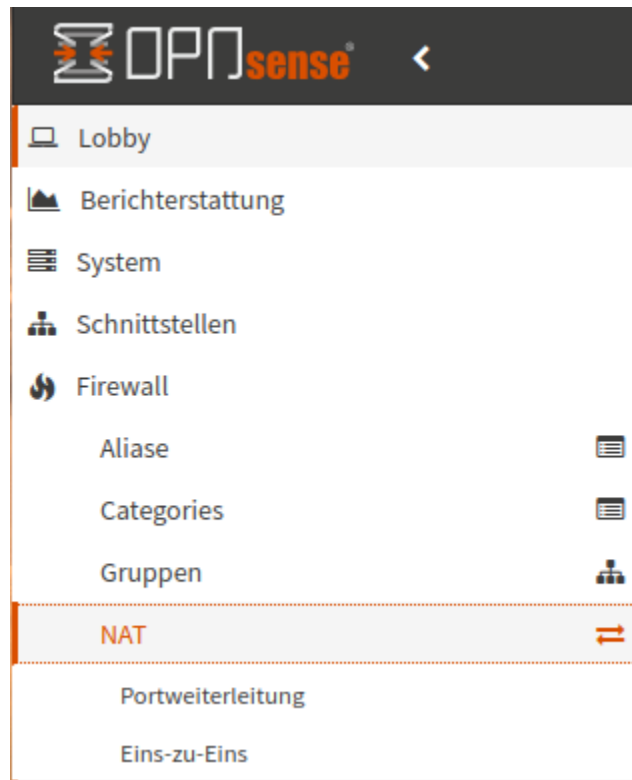 OPNsense®
Lobby
Berichterstattung
System
Schnittstellen
Firewall
Aliase
Categories
Gruppen
NAT
Portweiterleitung
Eins-zu-Eins